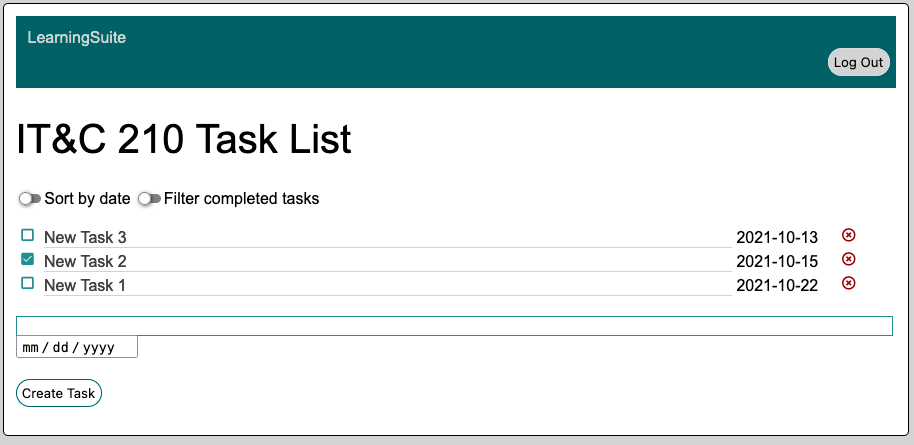 LearningSuite
Log Out
IT&C 210 Task List
Sort by date Filter completed tasks
New Task 3 2021-10-13
New Task 2 2021-10-15
New Task 1 2021-10-22
mm / dd / yyyy
Create Task